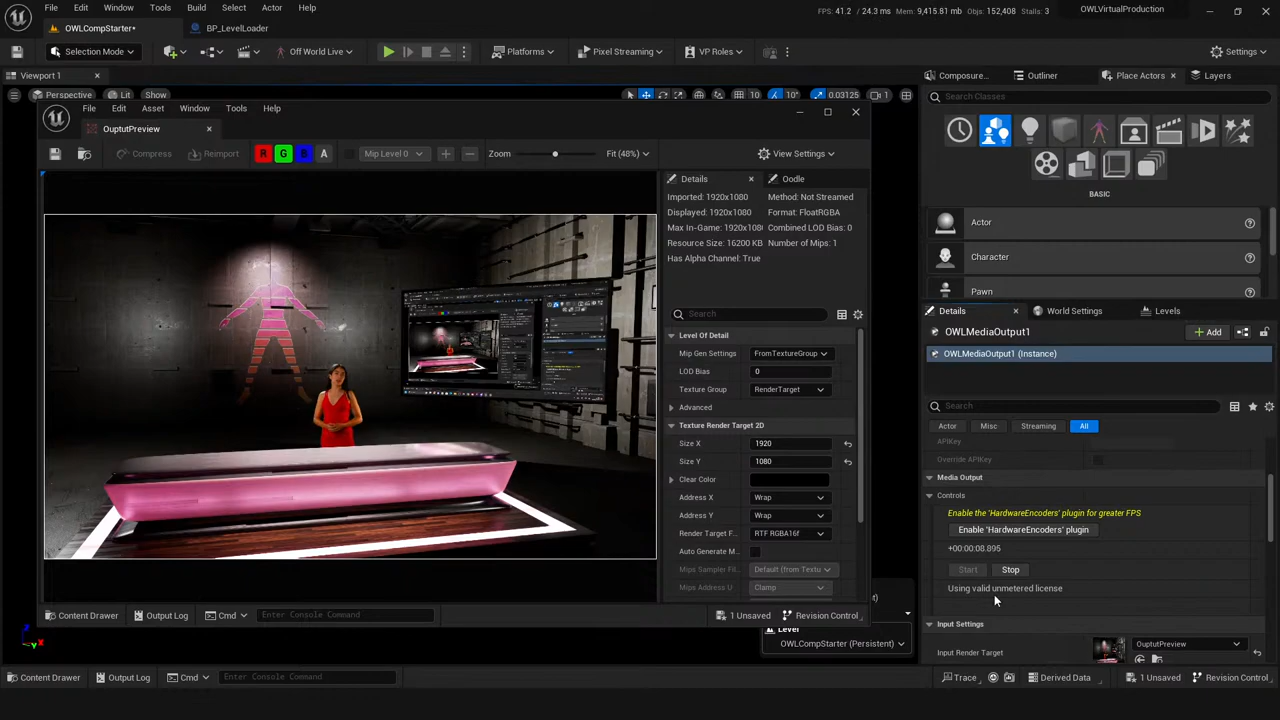 File Edit Window Tools Build Select Actor Help
FPS: 41.2 / 24.3 ms Mem: 9,415.81 mb Objs: 152,408 Stalls: 3
OWLVirtualProduction
OWLCompStarter*
BP_LevelLoader
Selection Mode
Off World Live
Platforms
Pixel Streaming
VP Roles
Settings
Viewport 1
Composure...
Outliner
Place Actors
Layers
Perspective
Lit
Show
10
10°
0.03125
1
Search Classes
File Edit Asset Window Tools Help
OuptutPreview
Compress
Reimport
R G B A
Mip Level 0
Zoom
Fit (48%)
View Settings
BASIC
Actor
Character
Pawn
Details
Oodle
Imported: 1920x1080
Method: Not Streamed
Displayed: 1920x1080
Format: FloatRGBA
Max In-Game: 1920x1080
Combined LOD Bias: 0
Resource Size: 16200 KB
Number of Mips: 1
Has Alpha Channel: True
Search
Level Of Detail
Mip Gen Settings
FromTextureGroup
LOD Bias
0
Texture Group
RenderTarget
Advanced
Texture Render Target 2D
Size X
1920
Size Y
1080
Clear Color
Address X
Wrap
Address Y
Wrap
Render Target F...
RTF RGBA16f
Auto Generate M...
Mips Sampler Fil...
Default (from Textu
Mips Address U
Clamp
Content Drawer
Output Log
Cmd
Enter Console Command
1 Unsaved
Revision Control
Details
World Settings
Levels
OWLMediaOutput1
Add
OWLMediaOutput1 (Instance)
Search
Actor
Misc
Streaming
All
APIKey
Override APIKey
Media Output
Controls
Enable the 'HardwareEncoders' plugin for greater FPS
Enable 'HardwareEncoders' plugin
+00:00:08.895
Start
Stop
Using valid unmetered license
Input Settings
Input Render Target
OuptutPreview
Level
OWLCompStarter (Persistent)
Content Drawer
Output Log
Cmd
Enter Console Command
Trace
Derived Data
1 Unsaved
Revision Control